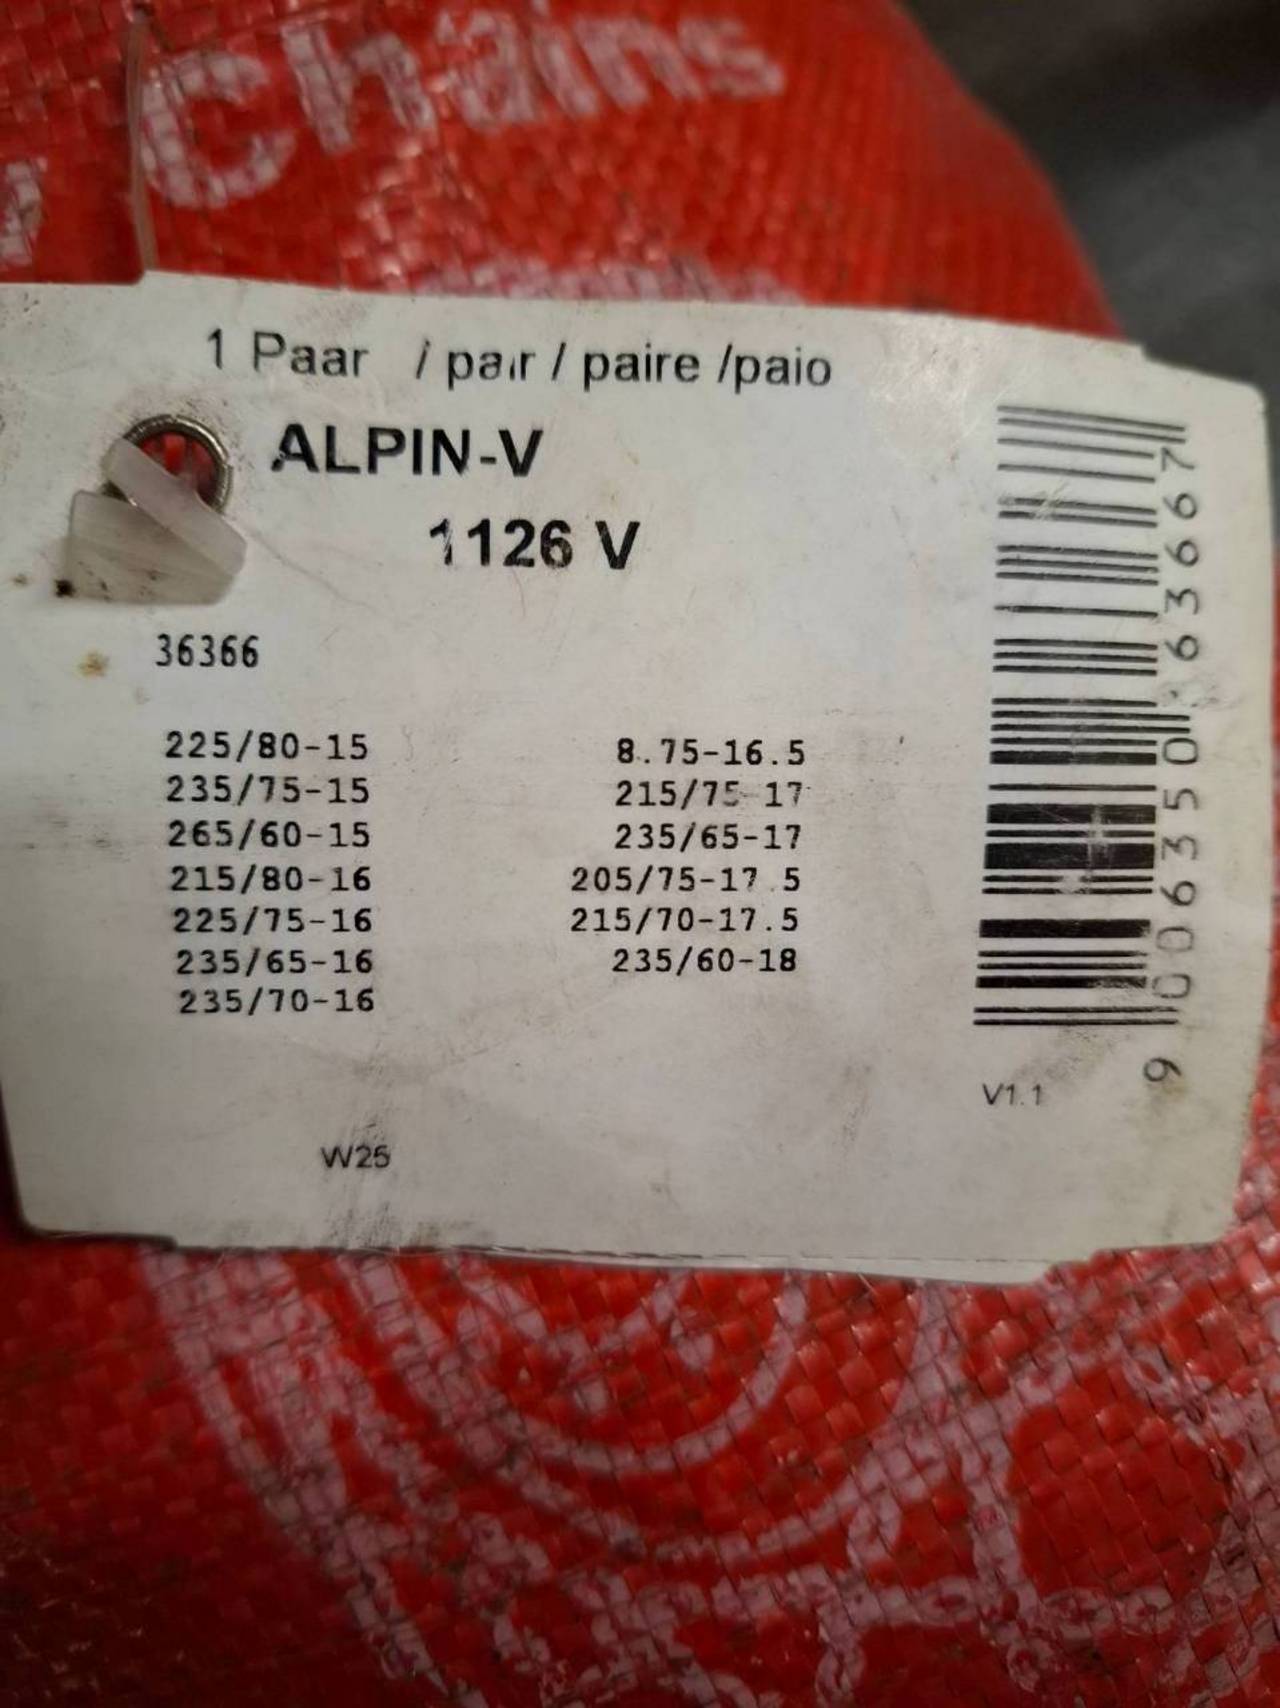 Chains
1 Paar / pair / paire /paio
ALPIN-V
1126 V
36366
225/80-15
235/75-15
265/60-15
215/80-16
225/75-16
235/65-16
235/70-16
8.75-16.5
215/75-17
235/65-17
205/75-17.5
215/70-17.5
235/60-18
9 006350 363667
V1.1
W25